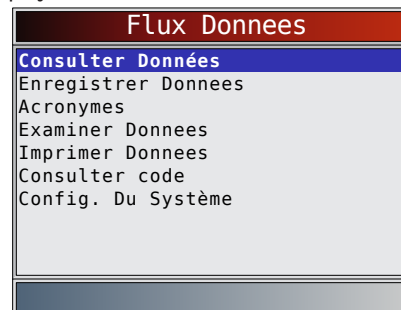 Flux Donnees
Consulter Données
Enregistrer Donnees
Acronymes
Examiner Donnees
Imprimer Donnees
Consulter code
Config. Du Système